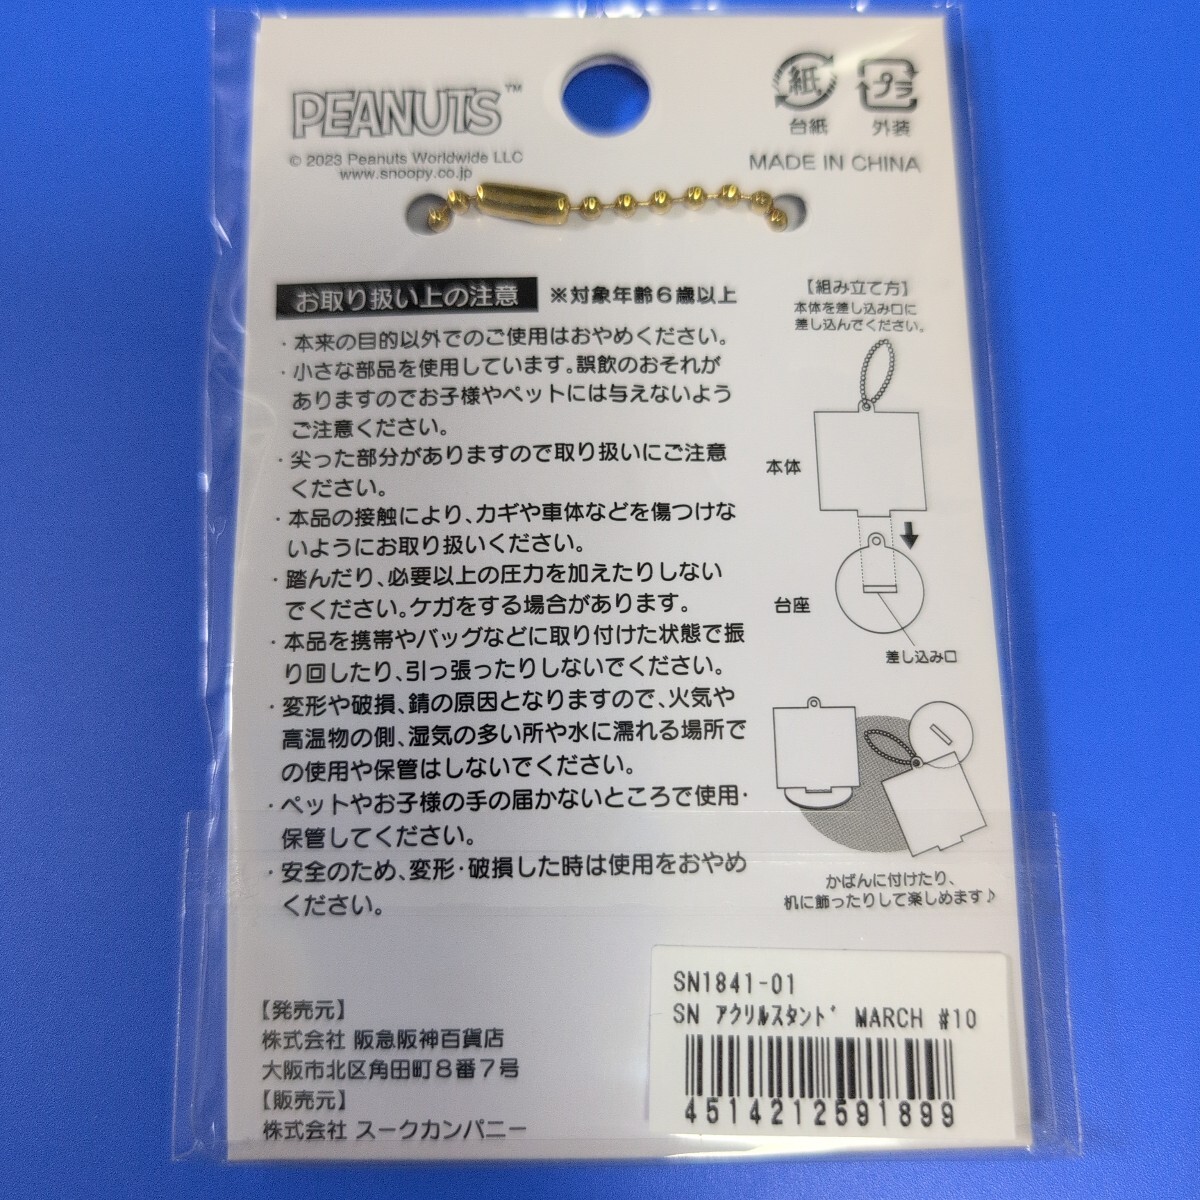 PEANUTS™
© 2023 Peanuts Worldwide LLC
www.snoopy.co.jp
紙
台紙
プラ
外装
MADE IN CHINA
お取り扱い上の注意 ※対象年齢6歳以上
・本来の目的以外でのご使用はおやめください。
・小さな部品を使用しています。誤飲のおそれが
ありますのでお子様やペットには与えないよう
ご注意ください。
・尖った部分がありますので取り扱いにご注意
ください。
・本品の接触により、カギや車体などを傷つけな
いようにお取り扱いください。
・踏んだり、必要以上の圧力を加えたりしない
でください。ケガをする場合があります。
・本品を携帯やバッグなどに取り付けた状態で振
り回したり、引っ張ったりしないでください。
・変形や破損、錆の原因となりますので、火気や
高温物の側、湿気の多い所や水に濡れる場所で
の使用や保管はしないでください。
・ペットやお子様の手の届かないところで使用・
保管してください。
・安全のため、変形・破損した時は使用をおやめ
ください。
【組み立て方】
本体を差し込み口に
差し込んでください。
本体
台座
差し込み口
かばんに付けたり、
机に飾ったりして楽しめます♪
【発売元】
株式会社 阪急阪神百貨店
大阪市北区角田町8番7号
【販売元】
株式会社 スークカンパニー
SN1841-01
SN アクリルスタンド MARCH #10
4514212591899